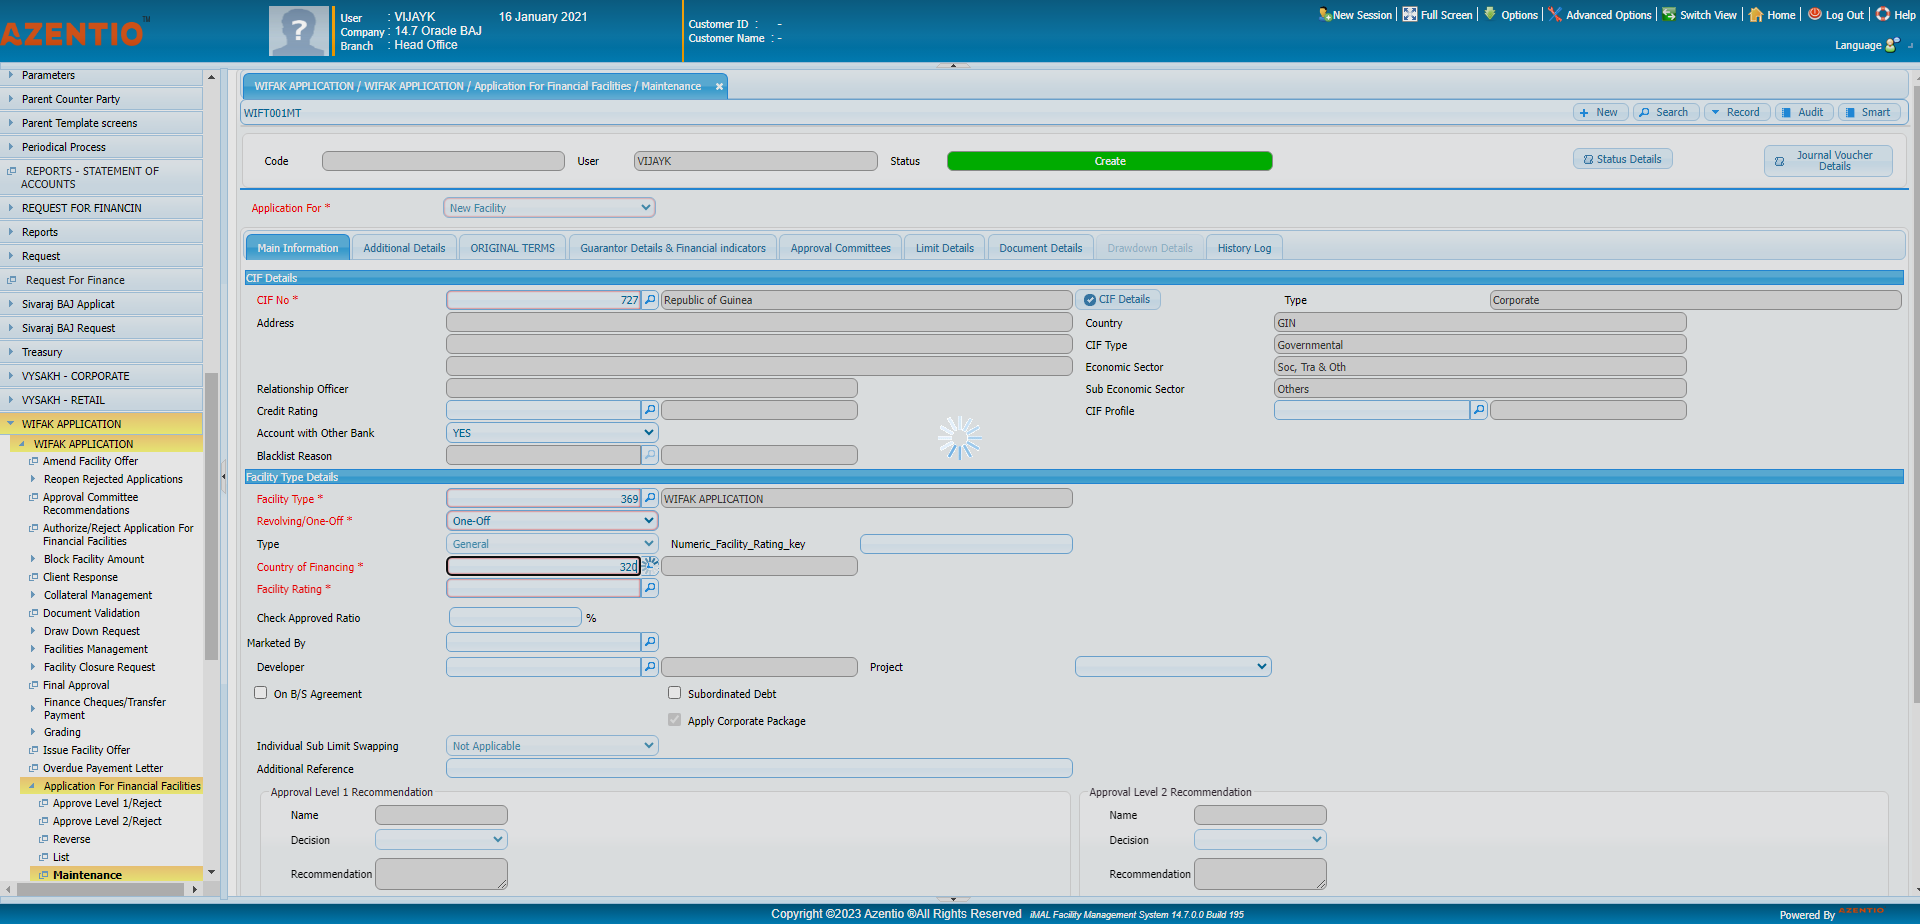 AZENTIO™
User : VIJAYK 16 January 2021
Company : 14.7 Oracle BAJ
Branch : Head Office
Customer ID : -
Customer Name : -
New Session Full Screen Options Advanced Options Switch View Home Log Out Help
Language
Parameters
Parent Counter Party
Parent Template screens
Periodical Process
REPORTS - STATEMENT OF
ACCOUNTS
REQUEST FOR FINANCIN
Reports
Request
Request For Finance
Sivaraj BAJ Applicat
Sivaraj BAJ Request
Treasury
VYSAKH - CORPORATE
VYSAKH - RETAIL
WIFAK APPLICATION
WIFAK APPLICATION
Amend Facility Offer
Reopen Rejected Applications
Approval Committee
Recommendations
Authorize/Reject Application For
Financial Facilities
Block Facility Amount
Client Response
Collateral Management
Document Validation
Draw Down Request
Facilities Management
Facility Closure Request
Final Approval
Finance Cheques/Transfer
Payment
Grading
Issue Facility Offer
Overdue Payement Letter
Application For Financial Facilities
Approve Level 1/Reject
Approve Level 2/Reject
Reverse
List
Maintenance
WIFAK APPLICATION / WIFAK APPLICATION / Application For Financial Facilities / Maintenance
WIFT001MT
New Search Record Audit Smart
Code User VIJAYK Status Create
Status Details
Journal Voucher
Details
Application For * New Facility
Main Information Additional Details ORIGINAL TERMS Guarantor Details & Financial indicators Approval Committees Limit Details Document Details Drawdown Details History Log
CIF Details
CIF No * 727 Republic of Guinea CIF Details Type Corporate
Address Country GIN
CIF Type Governmental
Economic Sector Soc, Tra & Oth
Relationship Officer Sub Economic Sector Others
Credit Rating CIF Profile
Account with Other Bank YES
Blacklist Reason
Facility Type Details
Facility Type * 369 WIFAK APPLICATION
Revolving/One-Off * One-Off
Type General Numeric_Facility_Rating_key
Country of Financing * 320
Facility Rating *
Check Approved Ratio %
Marketed By
Developer Project
On B/S Agreement Subordinated Debt
Apply Corporate Package
Individual Sub Limit Swapping Not Applicable
Additional Reference
Approval Level 1 Recommendation Approval Level 2 Recommendation
Name Name
Decision Decision
Recommendation Recommendation
Copyright ©2023 Azentio ®All Rights Reserved iMAL Facility Management System 14.7.0.0 Build 195
Powered By AZENTIO